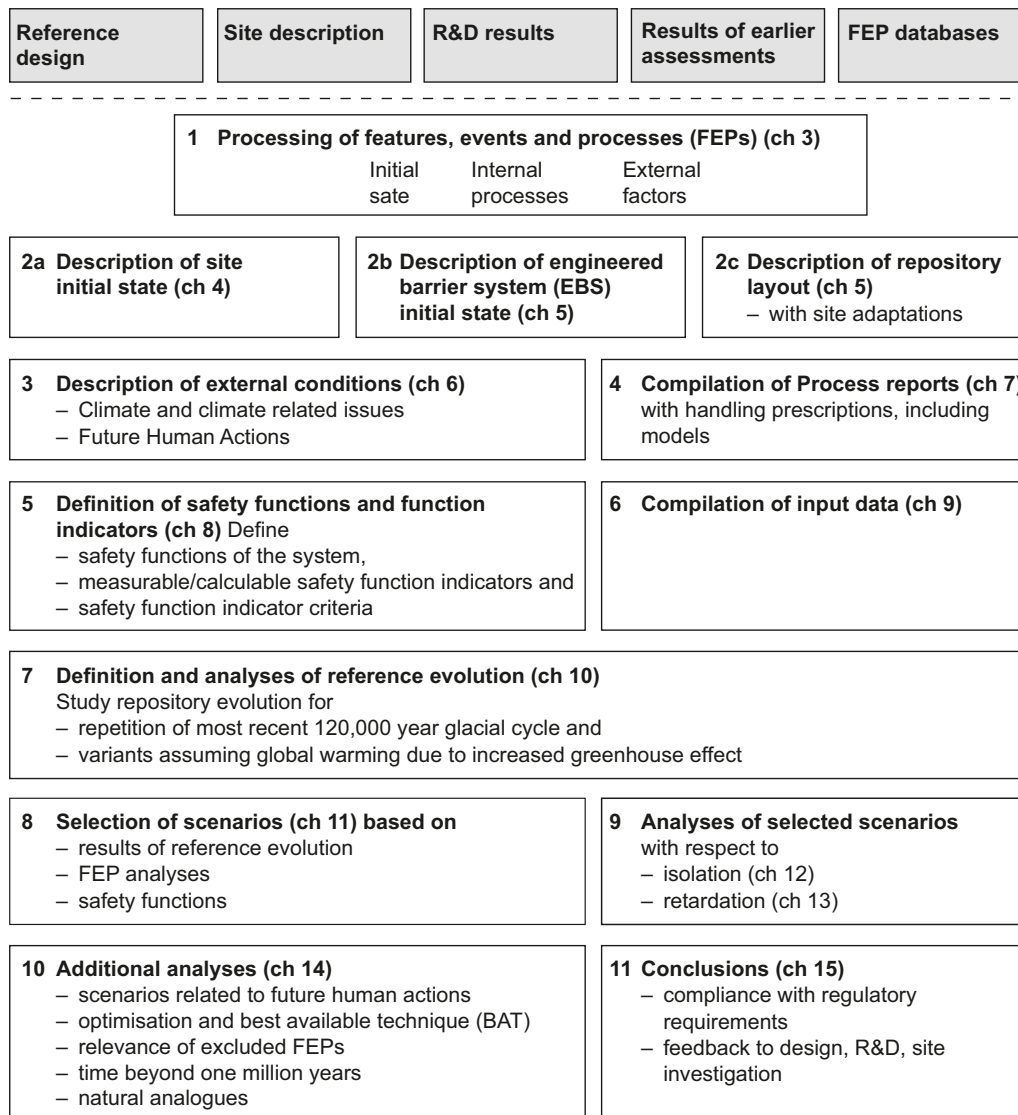 Reference
design
Site description
R&D results
Results of earlier
assessments
FEP databases
1 Processing of features, events and processes (FEPs) (ch 3)
Initial
sate
Internal
processes
External
factors
2a Description of site
initial state (ch 4)
2b Description of engineered
barrier system (EBS)
initial state (ch 5)
2c Description of repository
layout (ch 5)
– with site adaptations
3 Description of external conditions (ch 6)
– Climate and climate related issues
– Future Human Actions
4 Compilation of Process reports (ch 7)
with handling prescriptions, including
models
5 Definition of safety functions and function
indicators (ch 8) Define
– safety functions of the system,
– measurable/calculable safety function indicators and
– safety function indicator criteria
6 Compilation of input data (ch 9)
7 Definition and analyses of reference evolution (ch 10)
Study repository evolution for
– repetition of most recent 120,000 year glacial cycle and
– variants assuming global warming due to increased greenhouse effect
8 Selection of scenarios (ch 11) based on
– results of reference evolution
– FEP analyses
– safety functions
9 Analyses of selected scenarios
with respect to
– isolation (ch 12)
– retardation (ch 13)
10 Additional analyses (ch 14)
– scenarios related to future human actions
– optimisation and best available technique (BAT)
– relevance of excluded FEPs
– time beyond one million years
– natural analogues
11 Conclusions (ch 15)
– compliance with regulatory
requirements
– feedback to design, R&D, site
investigation